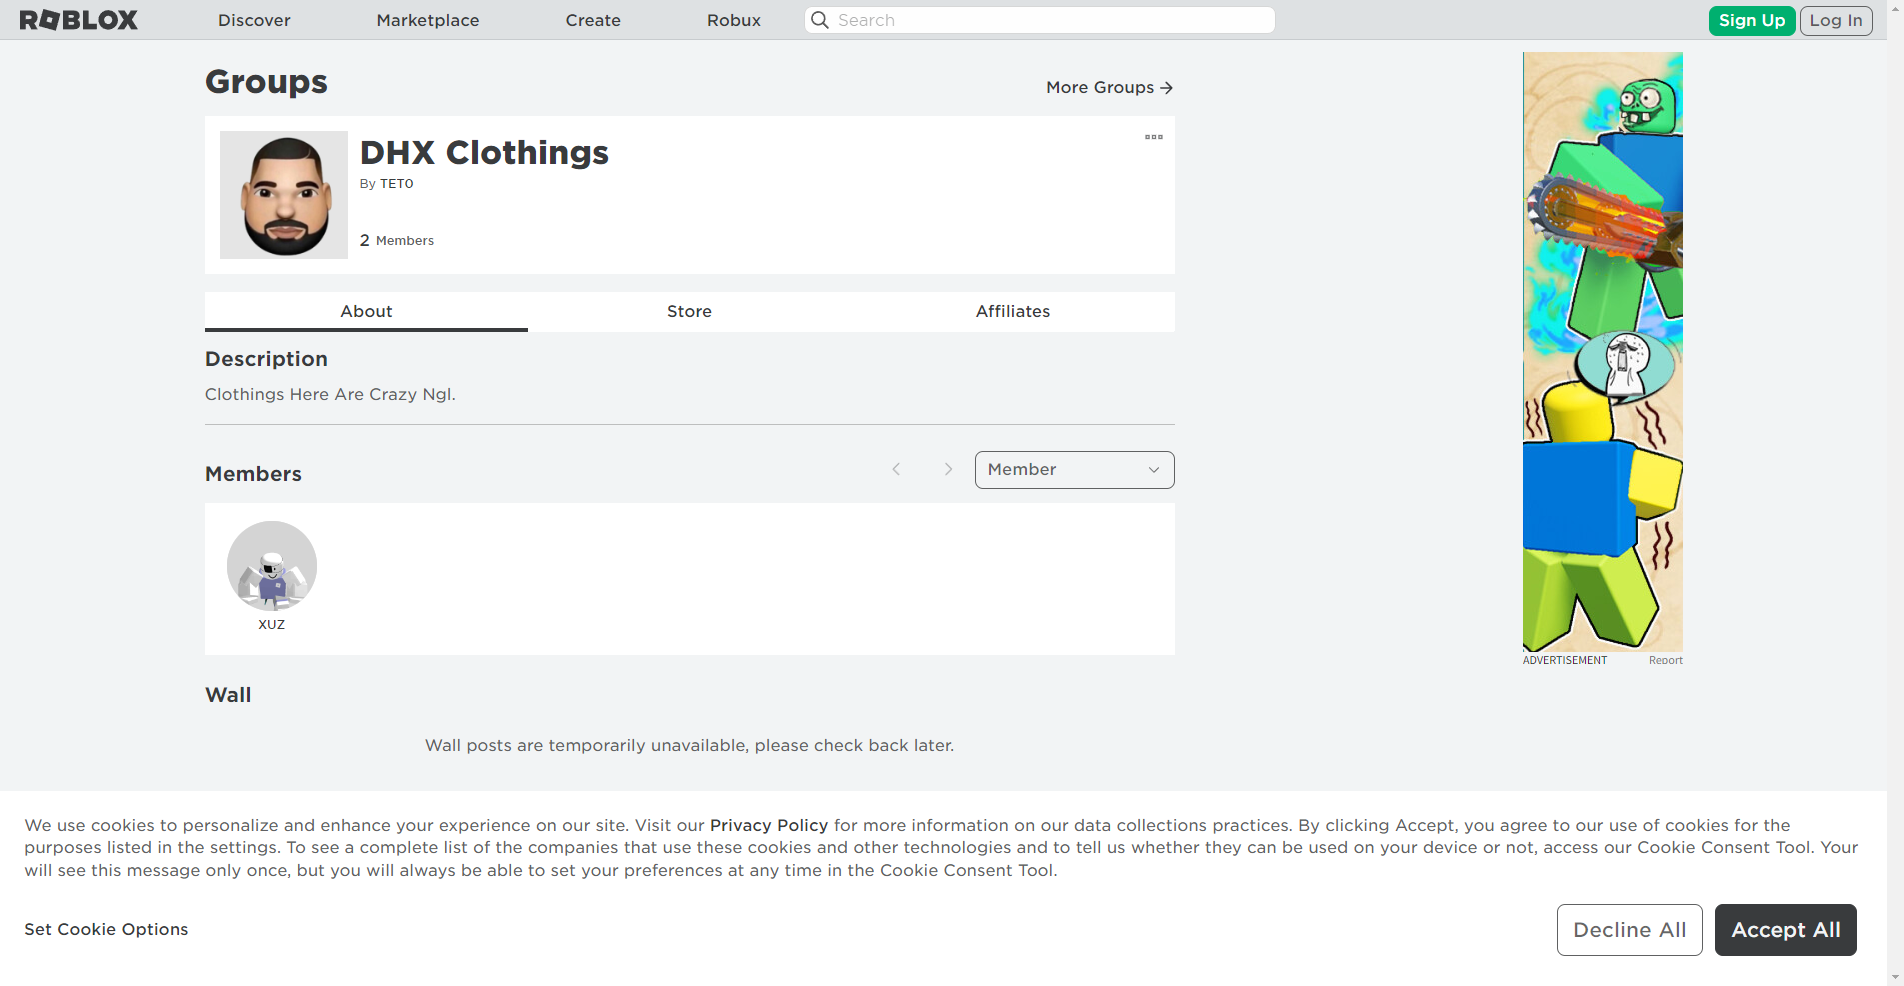 ROBLOX Discover Marketplace Create Robux Search Sign Up Log In
Groups
More Groups
DHX Clothings
By TETO
2 Members
About Store Affiliates
Description
Clothings Here Are Crazy Ngl.
Members
Member
XUZ
ADVERTISEMENT Report
Wall
Wall posts are temporarily unavailable, please check back later.
We use cookies to personalize and enhance your experience on our site. Visit our Privacy Policy for more information on our data collections practices. By clicking Accept, you agree to our use of cookies for the
purposes listed in the settings. To see a complete list of the companies that use these cookies and other technologies and to tell us whether they can be used on your device or not, access our Cookie Consent Tool. Your
will see this message only once, but you will always be able to set your preferences at any time in the Cookie Consent Tool.
Set Cookie Options
Decline All Accept All